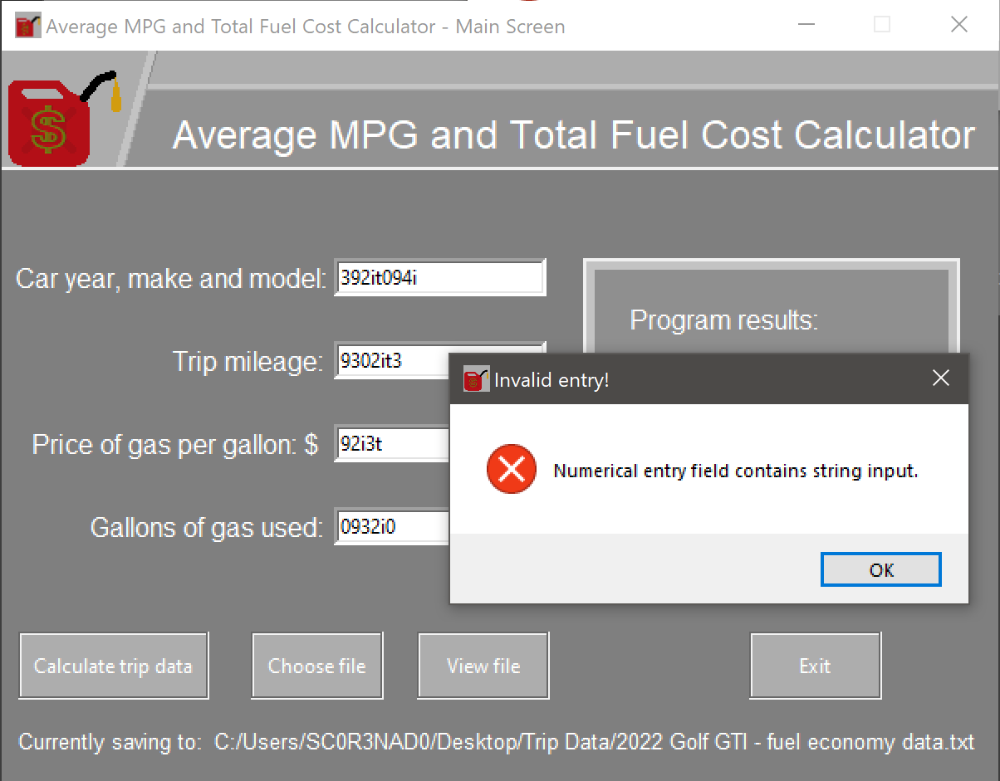 Average MPG and Total Fuel Cost Calculator - Main Screen
$
Average MPG and Total Fuel Cost Calculator
Car year, make and model: 392it094i
Program results:
Trip mileage: 9302it3
Invalid entry!
Price of gas per gallon: $ 92i3t
Numerical entry field contains string input.
Gallons of gas used: 0932i0
OK
Calculate trip data Choose file View file Exit
Currently saving to: C:/Users/SC0R3NAD0/Desktop/Trip Data/2022 Golf GTI - fuel economy data.txt